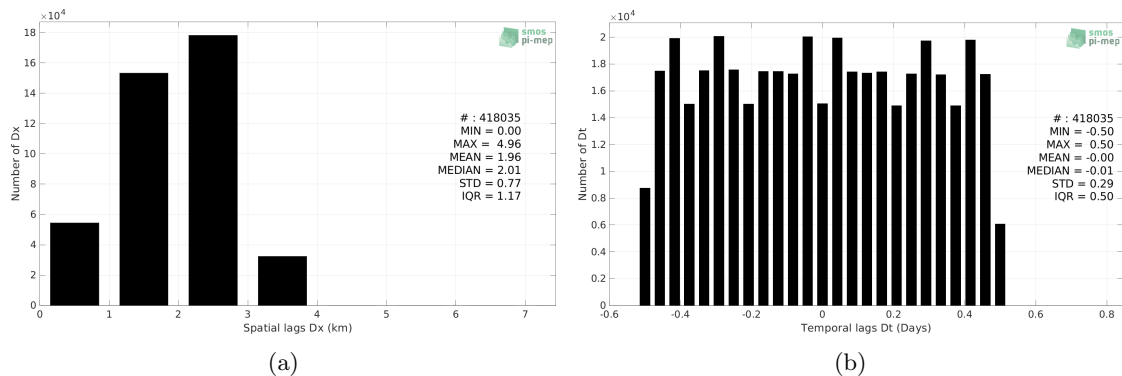 ×10⁴
18
16
14
12
10
8
6
4
2
0
Number of Dx
0 1 2 3 4 5 6 7
Spatial lags Dx (km)
smos
pi-mep
# : 418035
MIN = 0.00
MAX = 4.96
MEAN = 1.96
MEDIAN = 2.01
STD = 0.77
IQR = 1.17
(a)
×10⁴
2
1.8
1.6
1.4
1.2
1
0.8
0.6
0.4
0.2
0
Number of Dt
-0.6 -0.4 -0.2 0 0.2 0.4 0.6 0.8
Temporal lags Dt (Days)
smos
pi-mep
# : 418035
MIN = -0.50
MAX = 0.50
MEAN = -0.00
MEDIAN = -0.01
STD = 0.29
IQR = 0.50
(b)